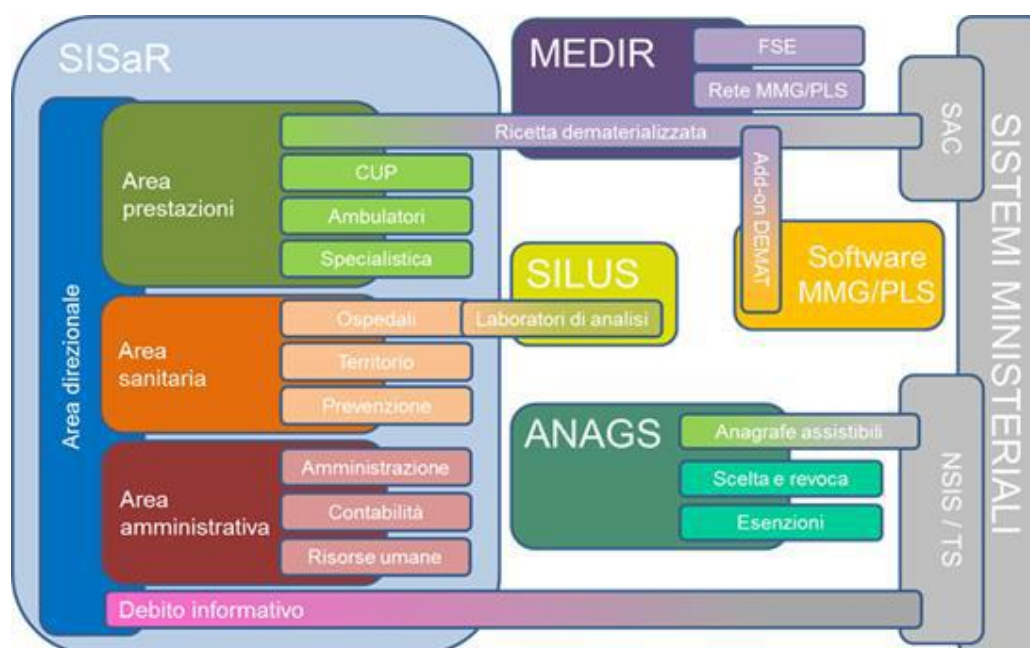 SISaR
Area direzionale
Area
prestazioni
Ricetta dematerializzata
CUP
Ambulatori
Specialistica
Area
sanitaria
Ospedali
Laboratori di analisi
Territorio
Prevenzione
Area
amministrativa
Amministrazione
Contabilità
Risorse umane
Debito informativo
MEDIR
FSE
Rete MMG/PLS
Add-on DEMAT
SILUS
Software
MMG/PLS
ANAGS
Anagrafe assistibili
Scelta e revoca
Esenzioni
SAC
NSIS / TS
SISTEMI MINISTERIALI